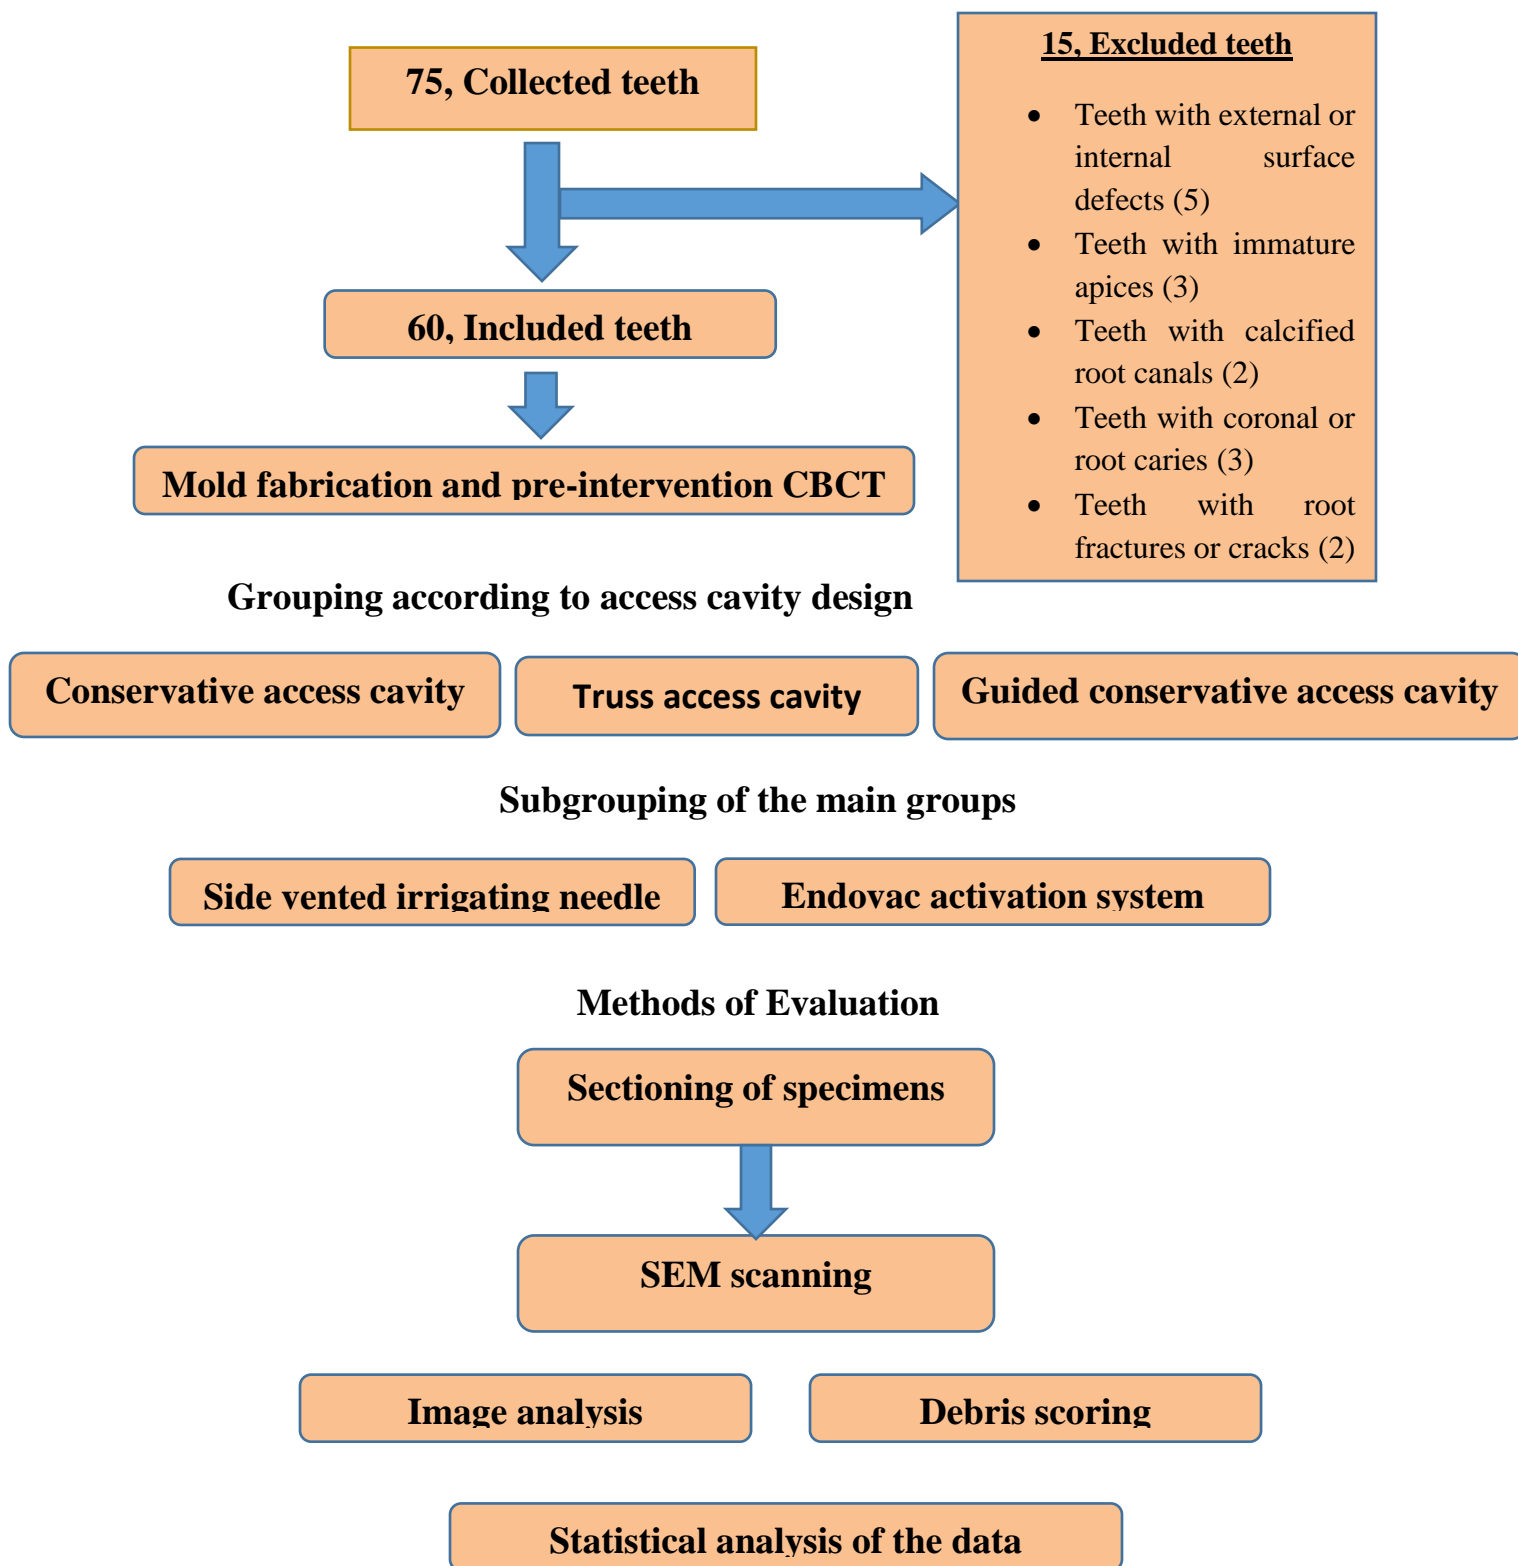 75, Collected teeth
15, Excluded teeth
• Teeth with external or
internal surface
defects (5)
• Teeth with immature
apices (3)
• Teeth with calcified
root canals (2)
• Teeth with coronal or
root caries (3)
• Teeth with root
fractures or cracks (2)
60, Included teeth
Mold fabrication and pre-intervention CBCT
Grouping according to access cavity design
Conservative access cavity
Truss access cavity
Guided conservative access cavity
Subgrouping of the main groups
Side vented irrigating needle
Endovac activation system
Methods of Evaluation
Sectioning of specimens
SEM scanning
Image analysis
Debris scoring
Statistical analysis of the data